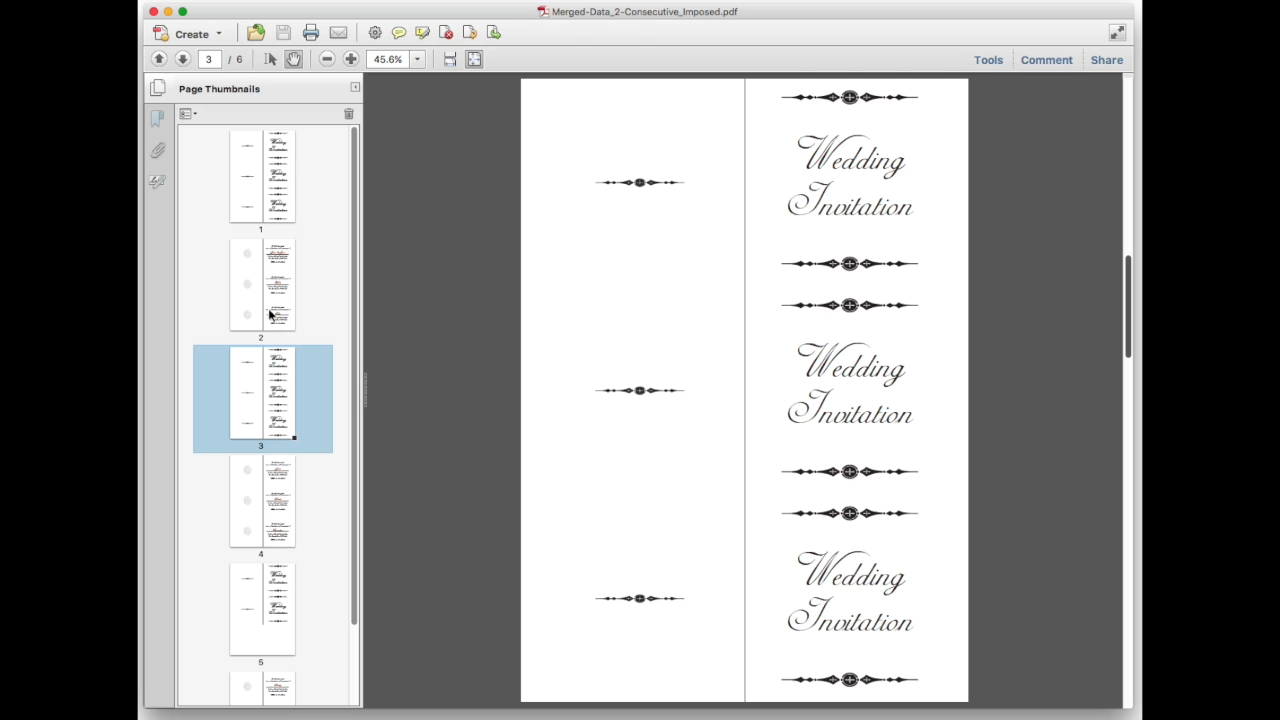 Merged-Data_2-Consecutive_Imposed.pdf
Create
3 / 6 45.6% Tools Comment Share
Page Thumbnails
1
2
3
4
5
Wedding
Invitation
Wedding
Invitation
Wedding
Invitation